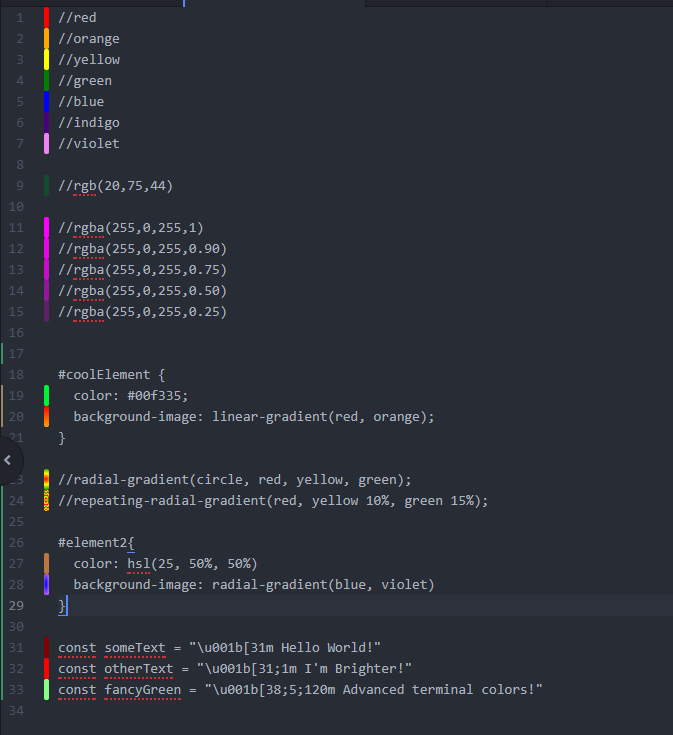 1 //red
2 //orange
3 //yellow
4 //green
5 //blue
6 //indigo
7 //violet
8
9 //rgb(20,75,44)
10
11 //rgba(255,0,255,1)
12 //rgba(255,0,255,0.90)
13 //rgba(255,0,255,0.75)
14 //rgba(255,0,255,0.50)
15 //rgba(255,0,255,0.25)
16
17
18 #coolElement {
19   color: #00f335;
20   background-image: linear-gradient(red, orange);
21 }
23 //radial-gradient(circle, red, yellow, green);
24 //repeating-radial-gradient(red, yellow 10%, green 15%);
25
26 #element2{
27   color: hsl(25, 50%, 50%)
28   background-image: radial-gradient(blue, violet)
29 }
30
31 const someText = "\u001b[31m Hello World!"
32 const otherText = "\u001b[31;1m I'm Brighter!"
33 const fancyGreen = "\u001b[38;5;120m Advanced terminal colors!"
34